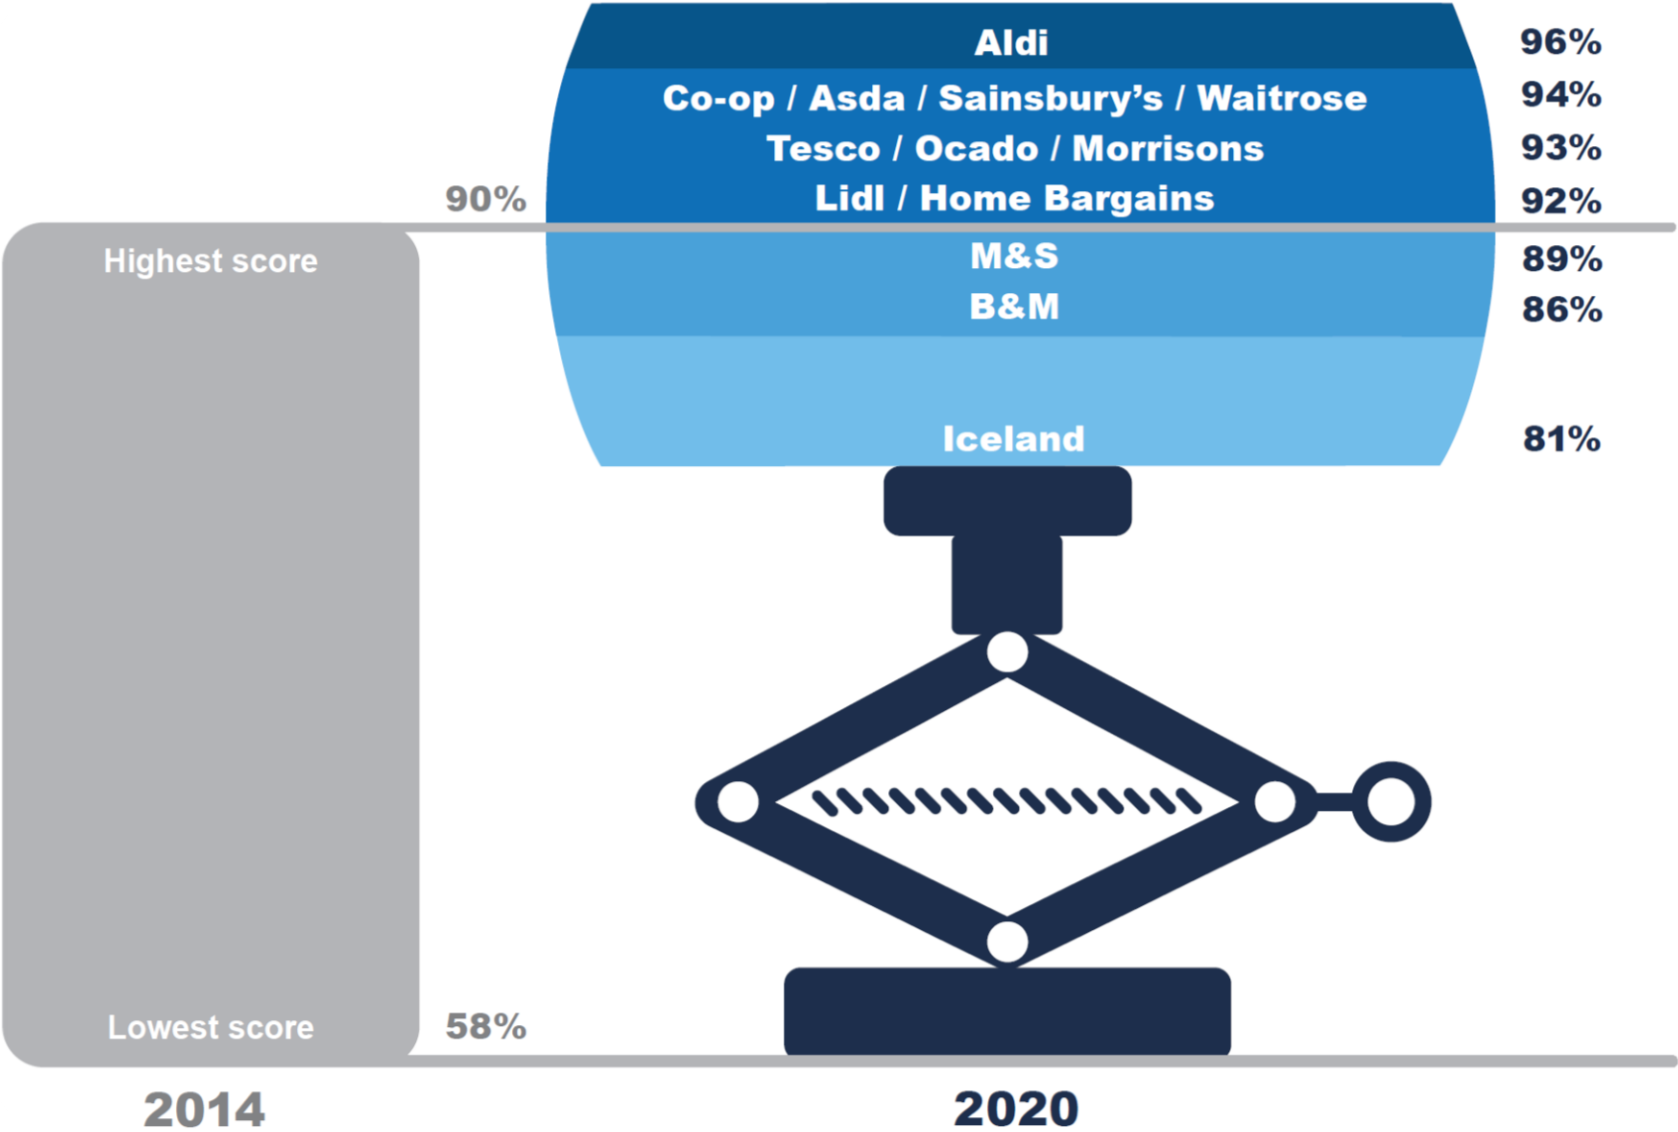 Aldi 96%
Co-op / Asda / Sainsbury’s / Waitrose 94%
Tesco / Ocado / Morrisons 93%
90% Lidl / Home Bargains 92%
Highest score M&S 89%
B&M 86%
Iceland 81%
Lowest score 58%
2014 2020